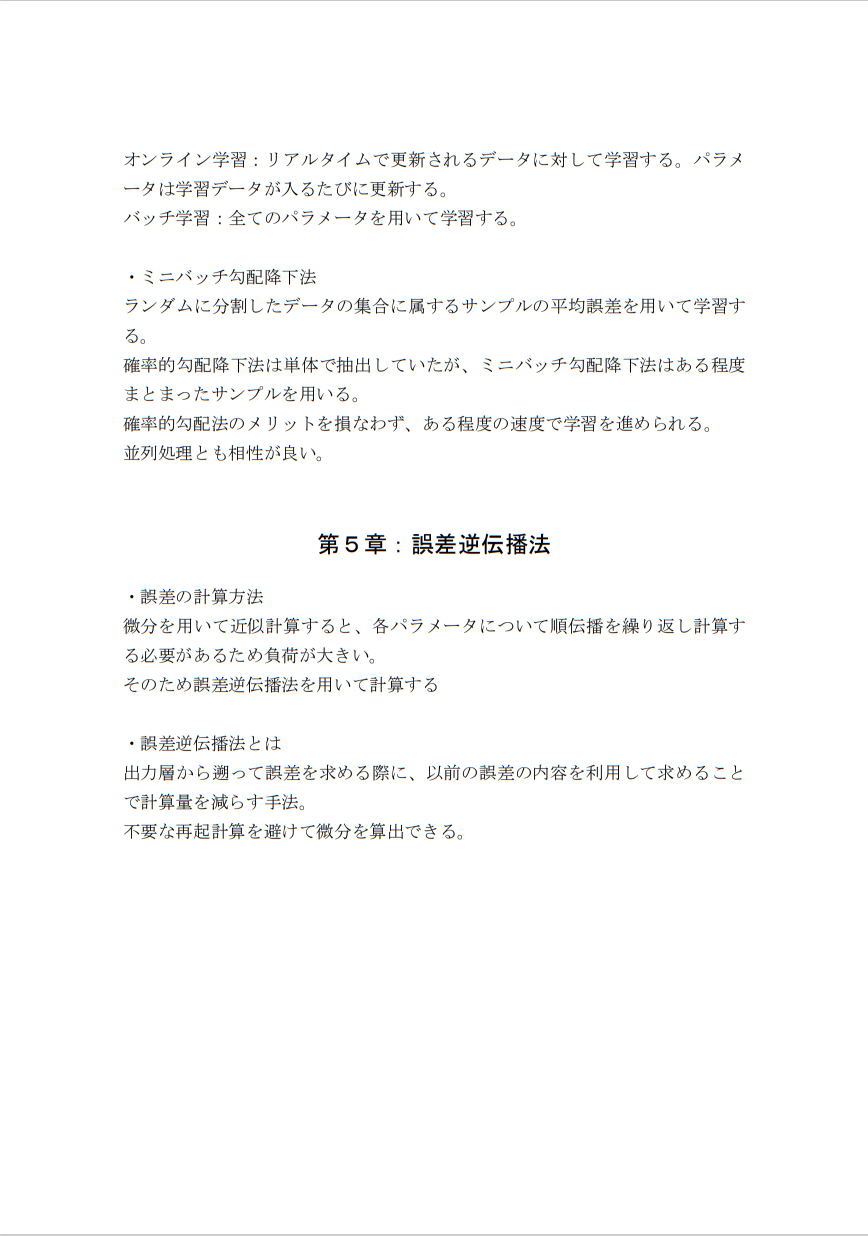 オンライン学習：リアルタイムで更新されるデータに対して学習する。パラメ
ータは学習データが入るたびに更新する。
バッチ学習：全てのパラメータを用いて学習する。
・ミニバッチ勾配降下法
ランダムに分割したデータの集合に属するサンプルの平均誤差を用いて学習す
る。
確率的勾配降下法は単体で抽出していたが、ミニバッチ勾配降下法はある程度
まとまったサンプルを用いる。
確率的勾配法のメリットを損なわず、ある程度の速度で学習を進められる。
並列処理とも相性が良い。
第５章：誤差逆伝播法
・誤差の計算方法
微分を用いて近似計算すると、各パラメータについて順伝播を繰り返し計算す
る必要があるため負荷が大きい。
そのため誤差逆伝播法を用いて計算する
・誤差逆伝播法とは
出力層から遡って誤差を求める際に、以前の誤差の内容を利用して求めること
で計算量を減らす手法。
不要な再起計算を避けて微分を算出できる。